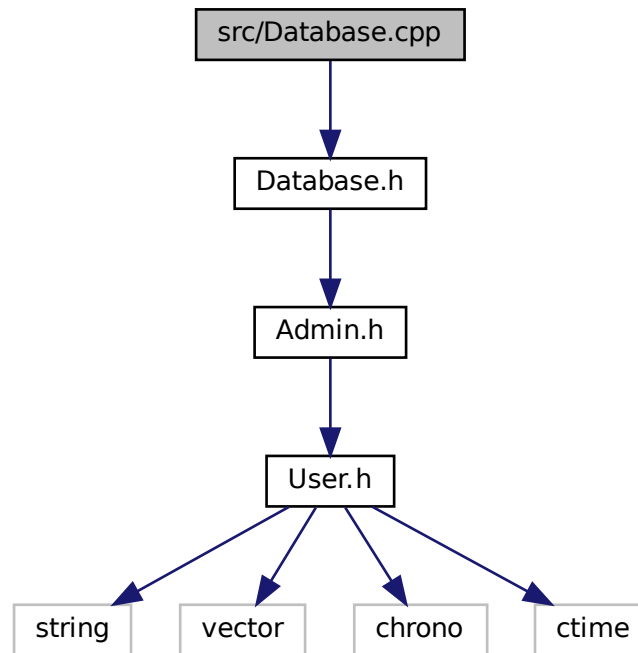 src/Database.cpp
Database.h
Admin.h
User.h
string
vector
chrono
ctime